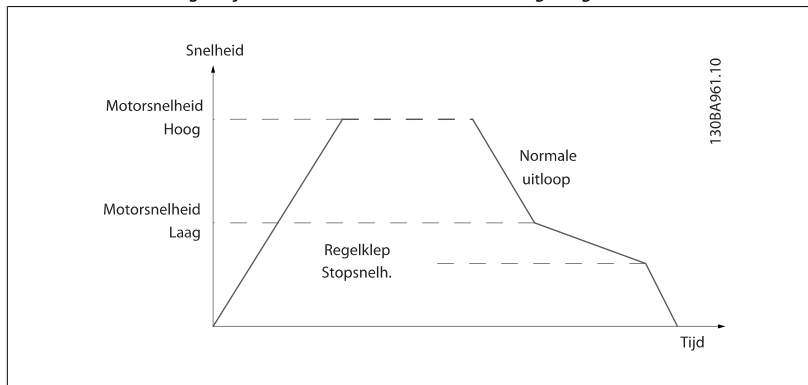 Snelheid
Motorsnelheid
Hoog
Normale
uitloop
Motorsnelheid
Laag
Regelklep
Stopsnelh.
Tijd
130BA961.10